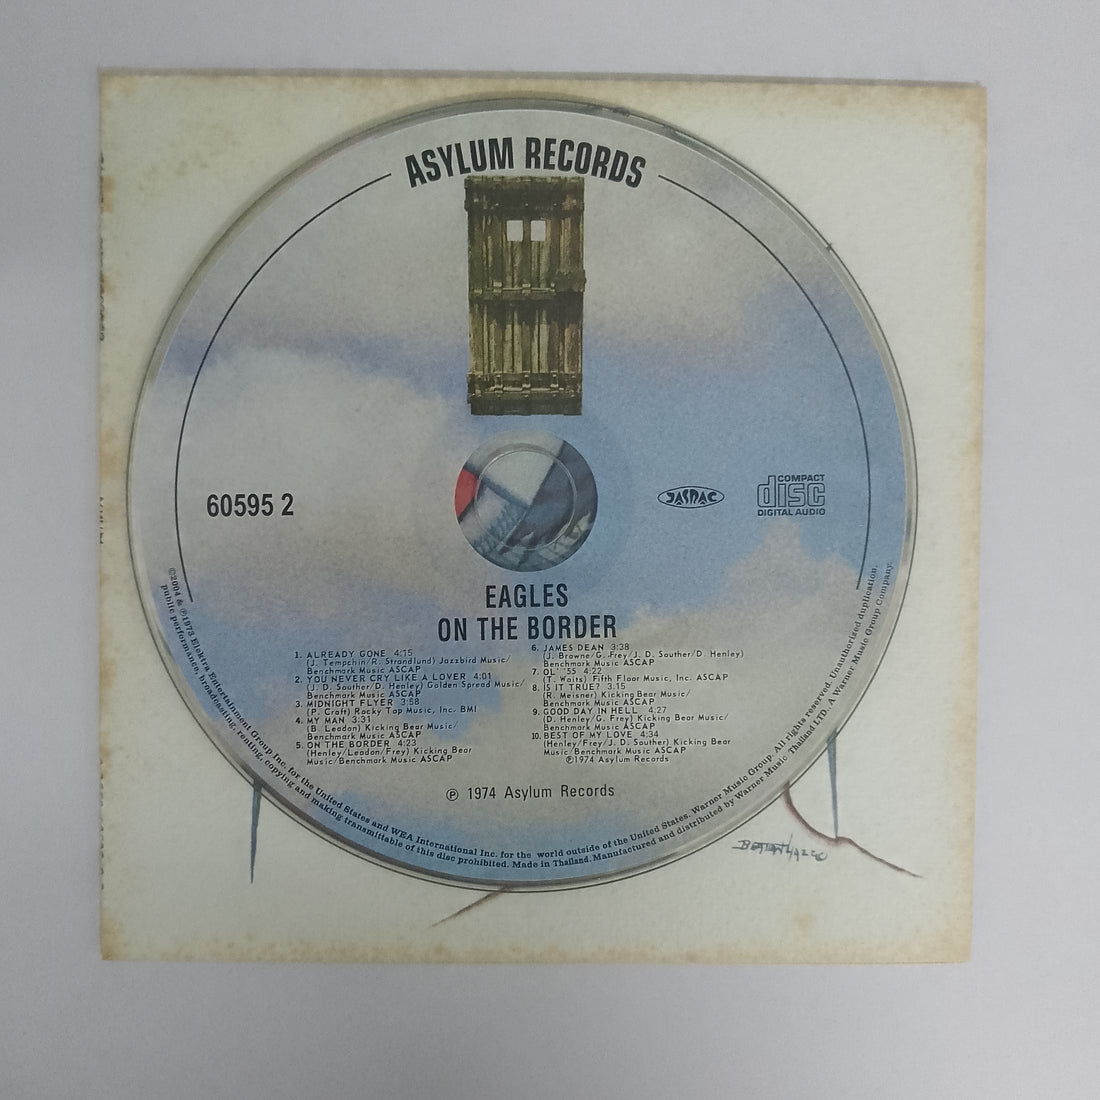 ASYLUM RECORDS
60595 2
JASRAC
COMPACT
disc
DIGITAL AUDIO
EAGLES
ON THE BORDER
1. ALREADY GONE 4:15
(J. Tempchin/R. Strandlund) Jazzbird Music/
Benchmark Music ASCAP
2. YOU NEVER CRY LIKE A LOVER 4:01
(J. D. Souther/D. Henley) Golden Spread Music/
Benchmark Music ASCAP
3. MIDNIGHT FLYER 3:58
(P. Craft) Rocky Top Music, Inc. BMI
4. MY MAN 3:31
(B. Leadon) Kicking Bear Music/
Benchmark Music ASCAP
5. ON THE BORDER 4:23
(Henley/Leadon/Frey) Kicking Bear
Music/Benchmark Music ASCAP
6. JAMES DEAN 3:38
(J. Browne/G. Frey/J. D. Souther/D. Henley)
Benchmark Music ASCAP
7. OL' '55 4:22
(T. Waits) Fifth Floor Music, Inc. ASCAP
8. IS IT TRUE? 3:15
(R. Meisner) Kicking Bear Music/
Benchmark Music ASCAP
9. GOOD DAY IN HELL 4:27
(D. Henley/G. Frey) Kicking Bear Music/
Benchmark Music ASCAP
10. BEST OF MY LOVE 4:34
(Henley/Frey/J. D. Souther) Kicking Bear
Music/Benchmark Music ASCAP
℗1974 Asylum Records
℗ 1974 Asylum Records
©2004 & ℗1973 Elektra Entertainment Group Inc. for the United States and WEA International Inc. for the world outside of the United States. Warner Music Group. All rights reserved. Unauthorized duplication,
public performance, broadcasting, renting, copying and making transmittable of this disc prohibited. Made in Thailand. Manufactured and distributed by Warner Music Thailand LTD. A Warner Music Group Company.